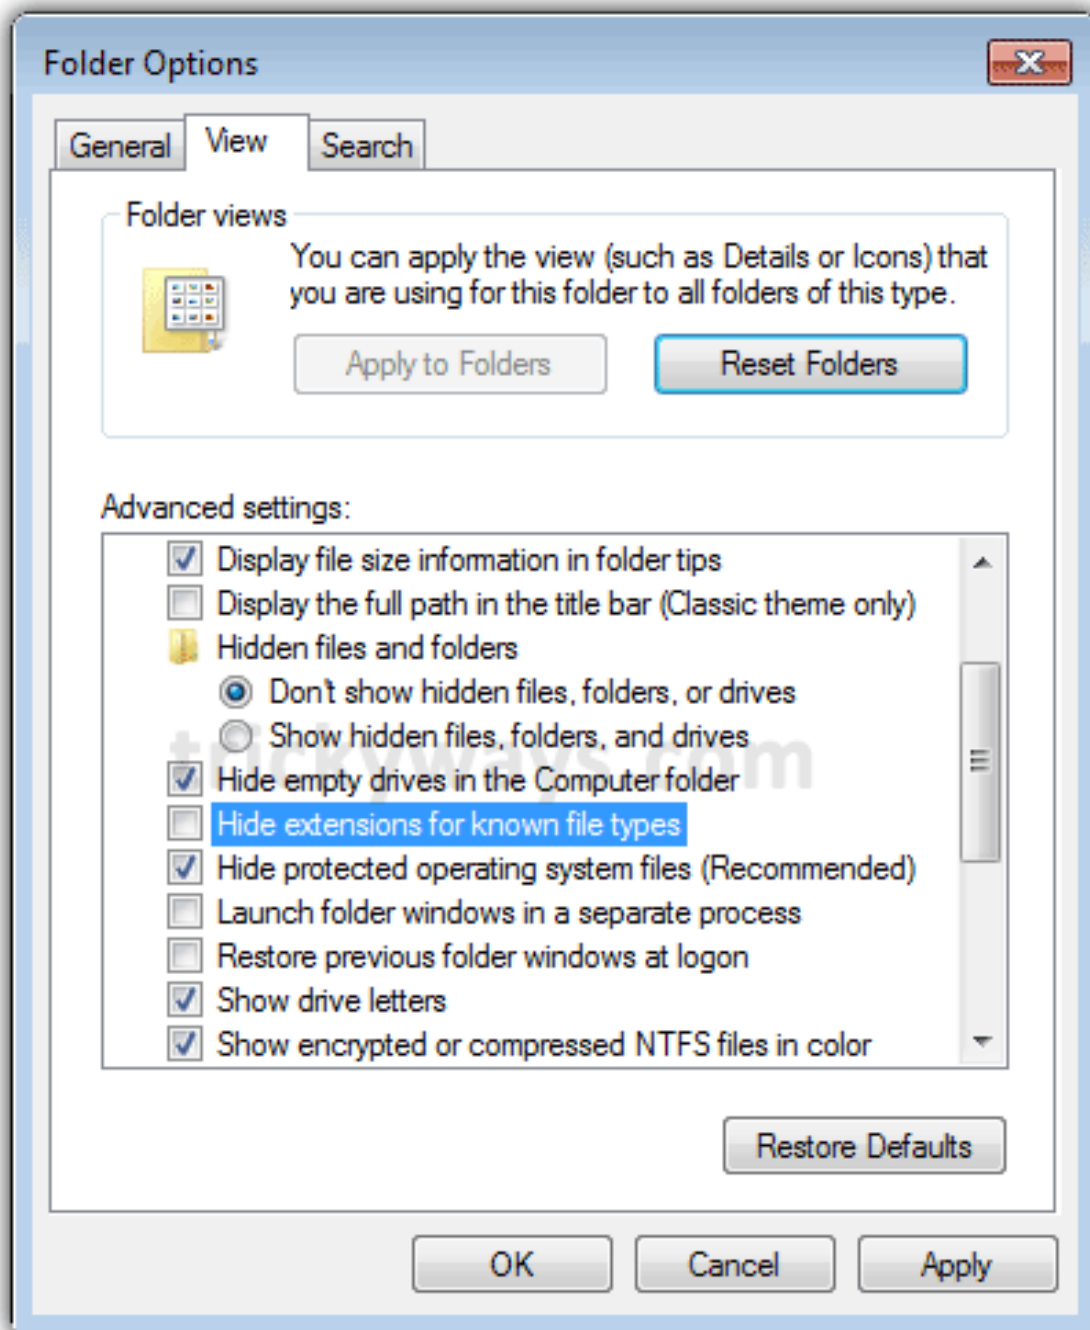 Folder Options
General
View
Search
Folder views
You can apply the view (such as Details or Icons) that
you are using for this folder to all folders of this type.
Apply to Folders
Reset Folders
Advanced settings:
Display file size information in folder tips
Display the full path in the title bar (Classic theme only)
Hidden files and folders
Don't show hidden files, folders, or drives
Show hidden files, folders, and drives
trickyways.com
Hide empty drives in the Computer folder
Hide extensions for known file types
Hide protected operating system files (Recommended)
Launch folder windows in a separate process
Restore previous folder windows at logon
Show drive letters
Show encrypted or compressed NTFS files in color
Restore Defaults
OK
Cancel
Apply